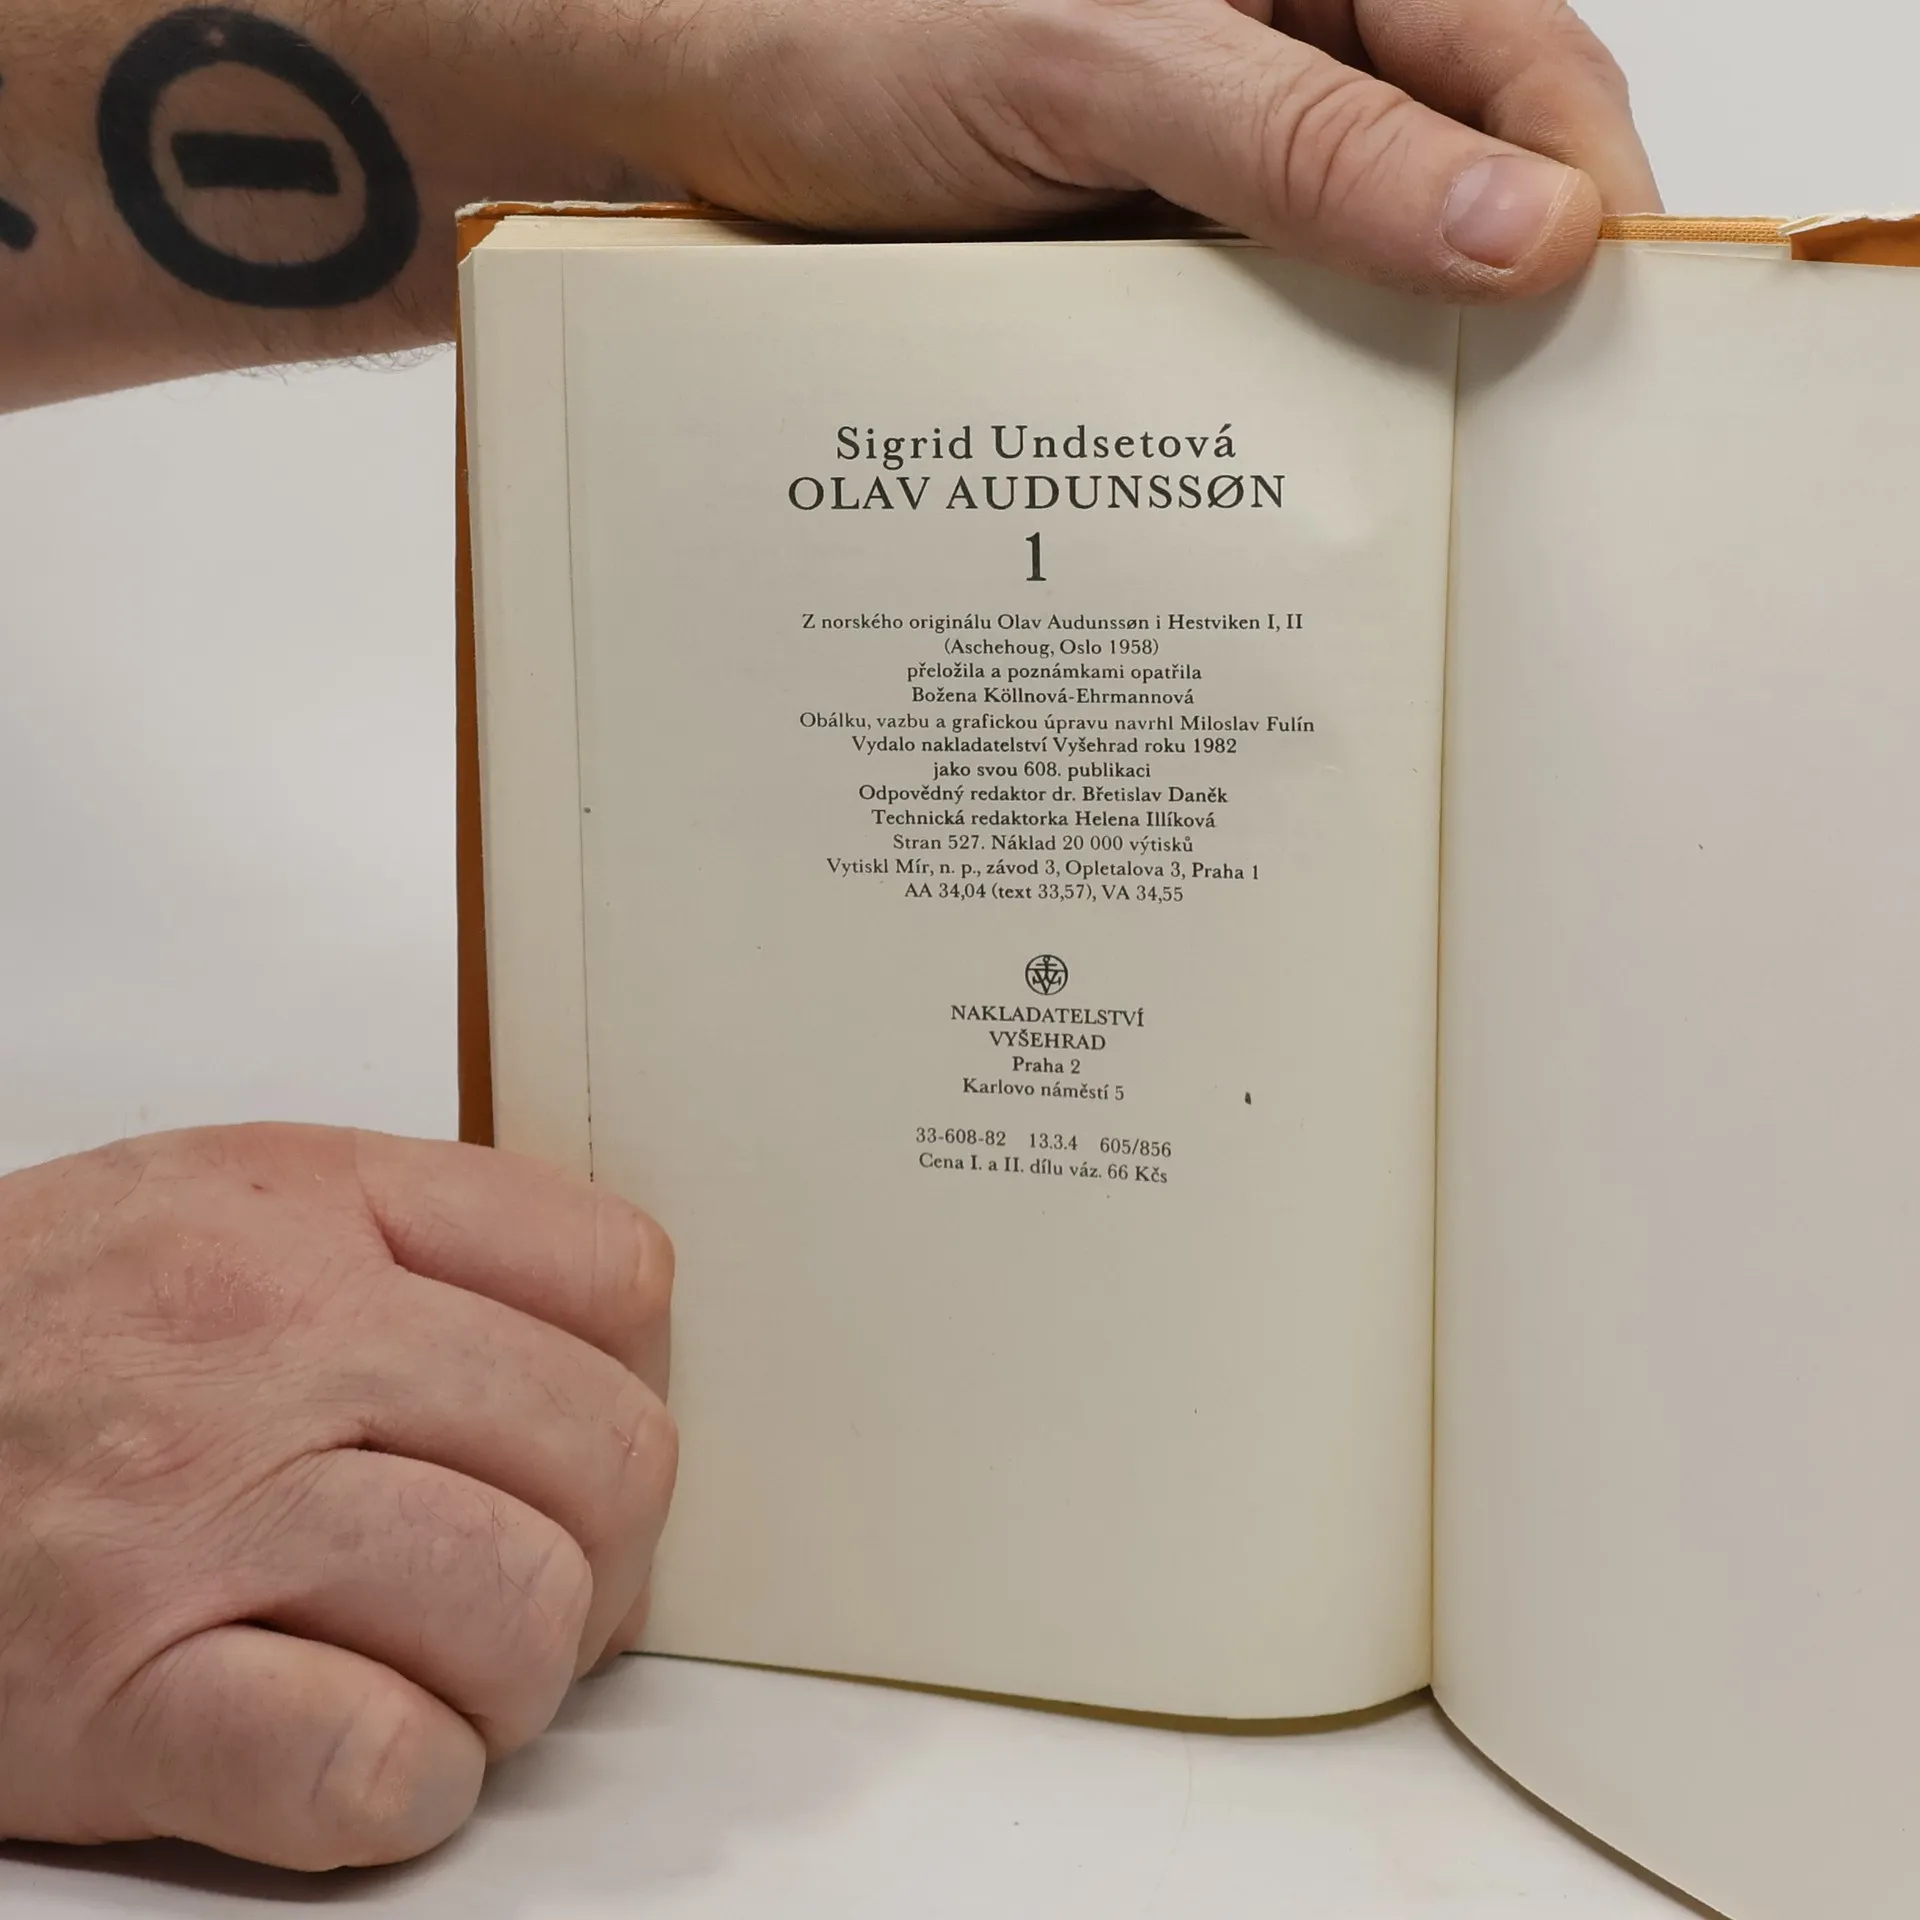 Sigrid Undsetová
OLAV AUDUNSSØN
1
Z norského originálu Olav Audunssøn i Hestviken I, II
(Aschehoug, Oslo 1958)
přeložila a poznámkami opatřila
Božena Köllnová-Ehrmannová
Obálku, vazbu a grafickou úpravu navrhl Miloslav Fulín
Vydalo nakladatelství Vyšehrad roku 1982
jako svou 608. publikaci
Odpovědný redaktor dr. Břetislav Daněk
Technická redaktorka Helena Illíková
Stran 527. Náklad 20 000 výtisků
Vytiskl Mír, n. p., závod 3, Opletalova 3, Praha 1
AA 34,04 (text 33,57), VA 34,55
NAKLADATELSTVÍ
VYŠEHRAD
Praha 2
Karlovo náměstí 5
33-608-82 13.3.4 605/856
Cena I. a II. dílu váz. 66 Kčs